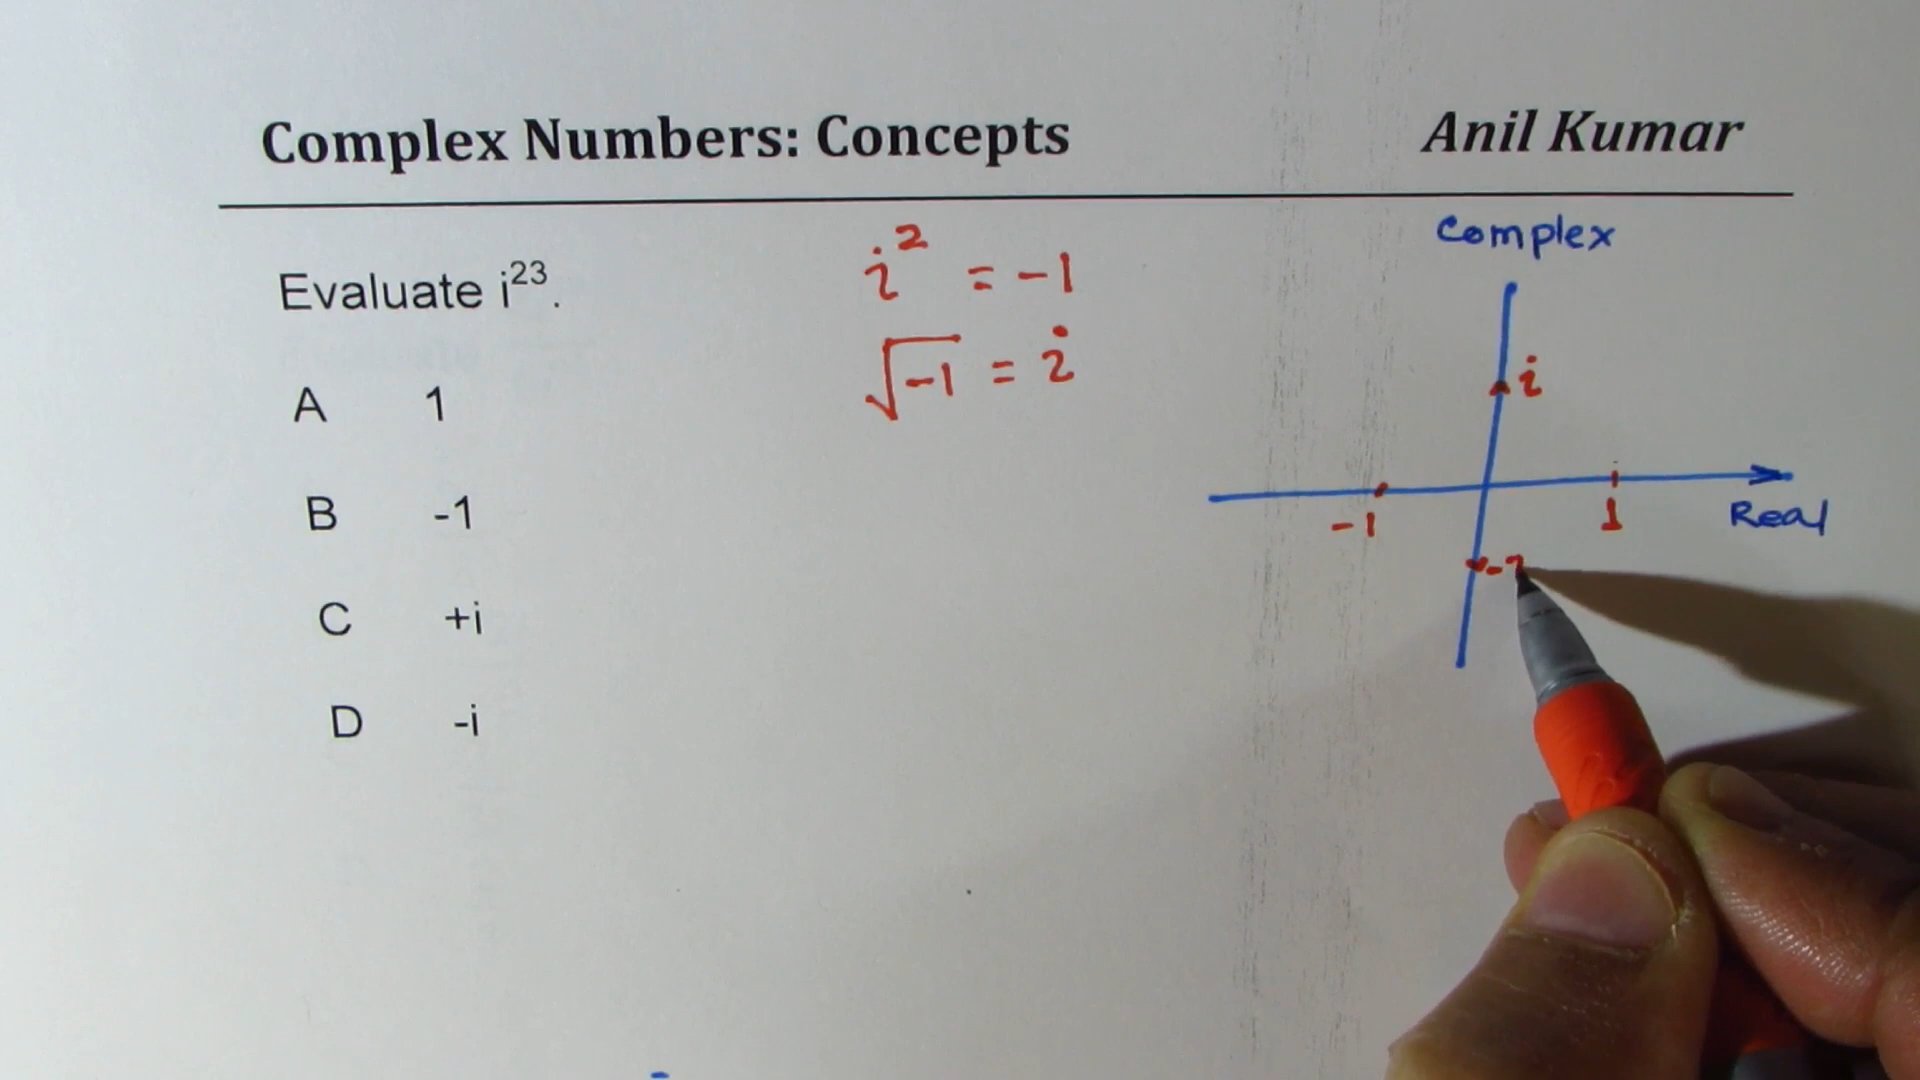 Complex Numbers: Concepts
Anil Kumar
Evaluate i²³.
A 1
B -1
C +i
D -i
i² = -1
√-1 = i
Complex
i
-1
1
Real